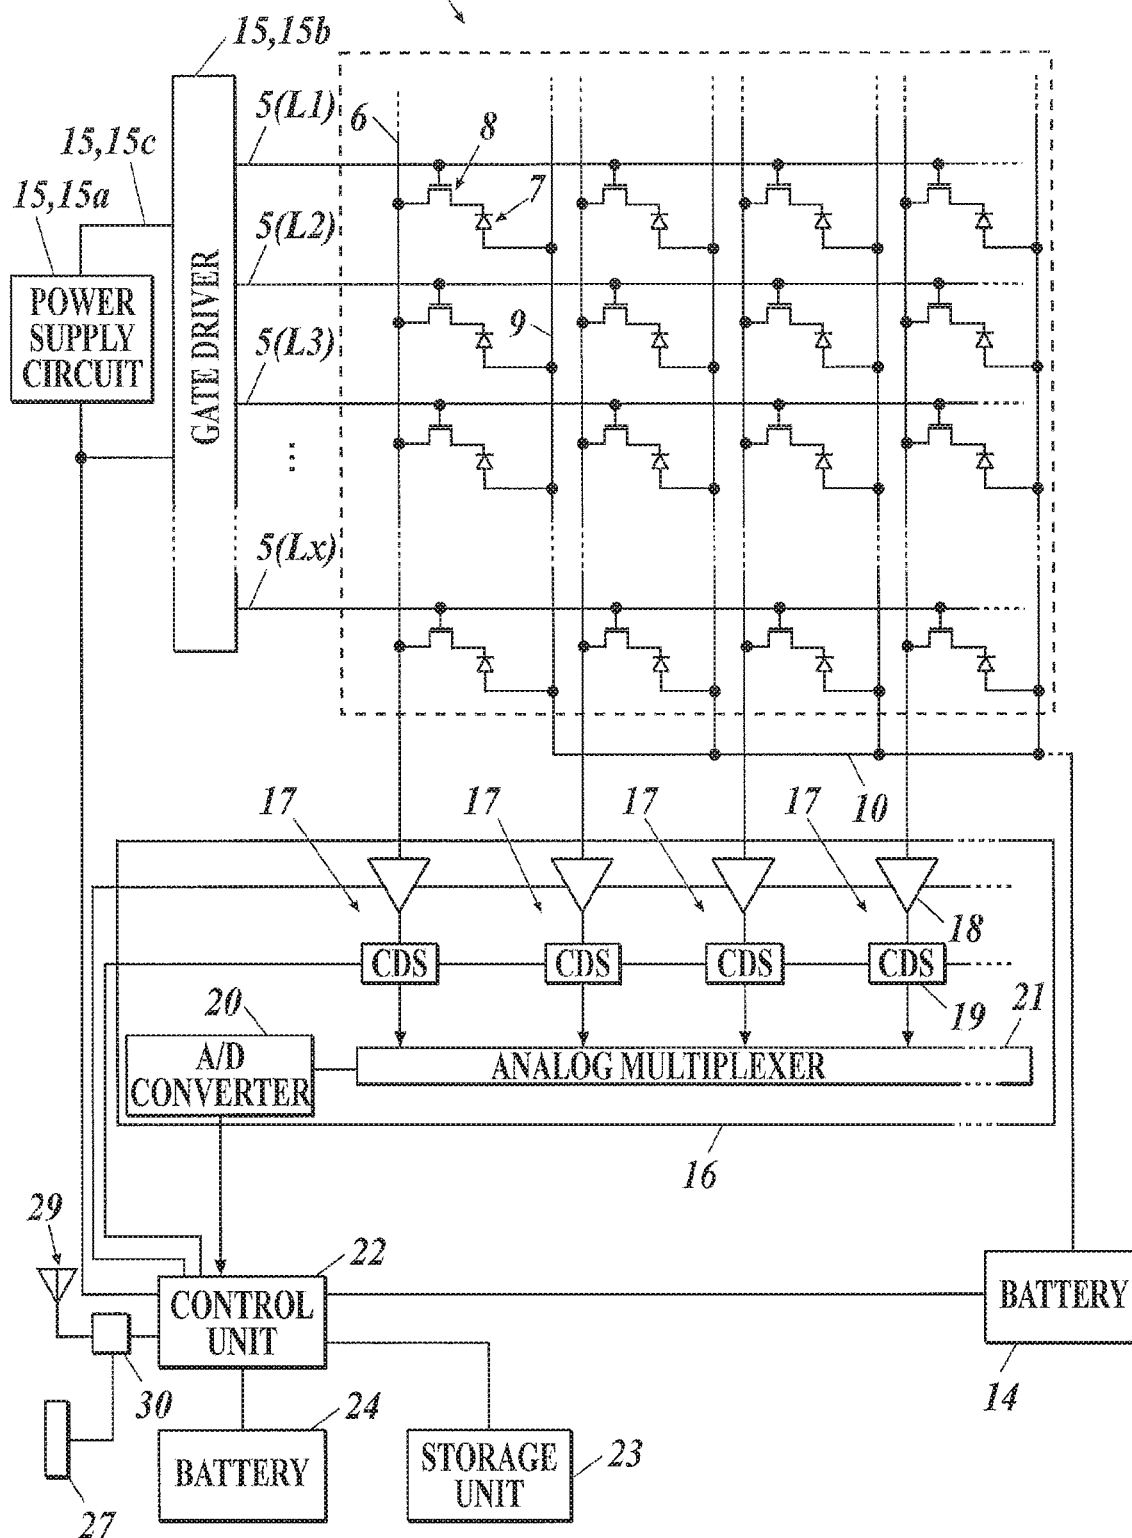 15,15b
5(L1)
6
8
15,15c
7
15,15a
5(L2)
POWER
SUPPLY
CIRCUIT
GATE DRIVER
9
5(L3)
⋮
5(Lx)
10
17
17
17
17
18
CDS
CDS
CDS
CDS
19
20
21
A/D
CONVERTER
ANALOG MULTIPLEXER
16
29
22
CONTROL
UNIT
BATTERY
30
14
24
BATTERY
STORAGE
UNIT
23
27